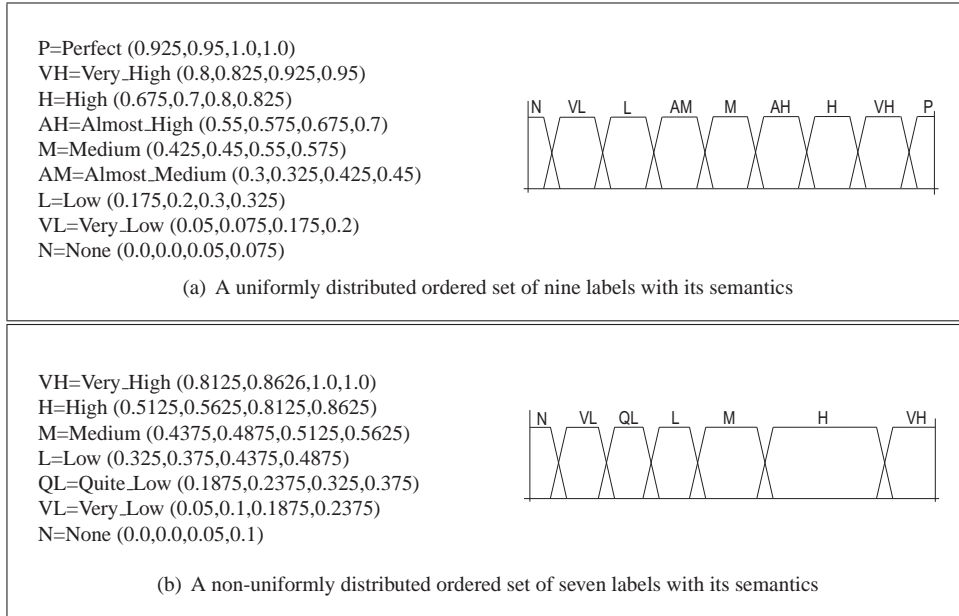 P=Perfect (0.925,0.95,1.0,1.0)
VH=Very_High (0.8,0.825,0.925,0.95)
H=High (0.675,0.7,0.8,0.825)
AH=Almost_High (0.55,0.575,0.675,0.7)
M=Medium (0.425,0.45,0.55,0.575)
AM=Almost_Medium (0.3,0.325,0.425,0.45)
L=Low (0.175,0.2,0.3,0.325)
VL=Very_Low (0.05,0.075,0.175,0.2)
N=None (0.0,0.0,0.05,0.075)
N VL L AM M AH H VH P
(a) A uniformly distributed ordered set of nine labels with its semantics
VH=Very_High (0.8125,0.8626,1.0,1.0)
H=High (0.5125,0.5625,0.8125,0.8625)
M=Medium (0.4375,0.4875,0.5125,0.5625)
L=Low (0.325,0.375,0.4375,0.4875)
QL=Quite_Low (0.1875,0.2375,0.325,0.375)
VL=Very_Low (0.05,0.1,0.1875,0.2375)
N=None (0.0,0.0,0.05,0.1)
N VL QL L M H VH
(b) A non-uniformly distributed ordered set of seven labels with its semantics